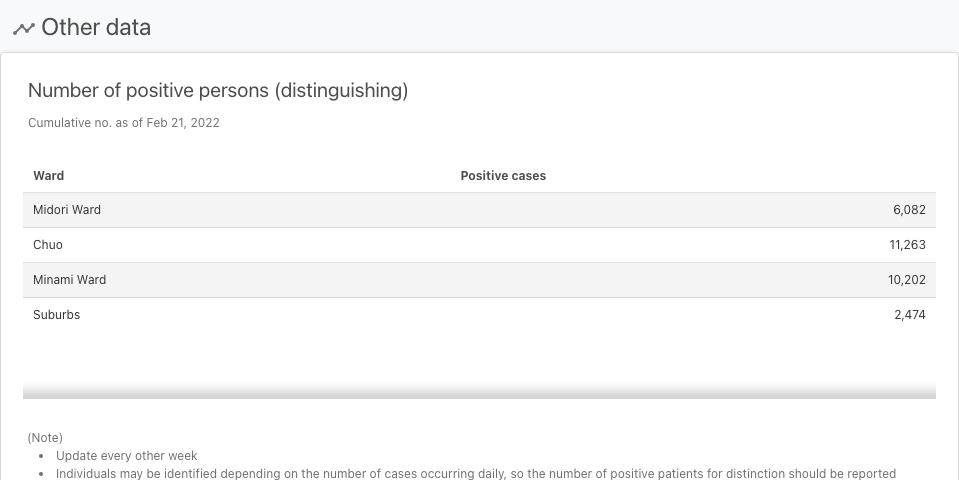 Other data
Number of positive persons (distinguishing)
Cumulative no. as of Feb 21, 2022
Ward Positive cases
Midori Ward 6,082
Chuo 11,263
Minami Ward 10,202
Suburbs 2,474
(Note)
• Update every other week
• Individuals may be identified depending on the number of cases occurring daily, so the number of positive patients for distinction should be reported